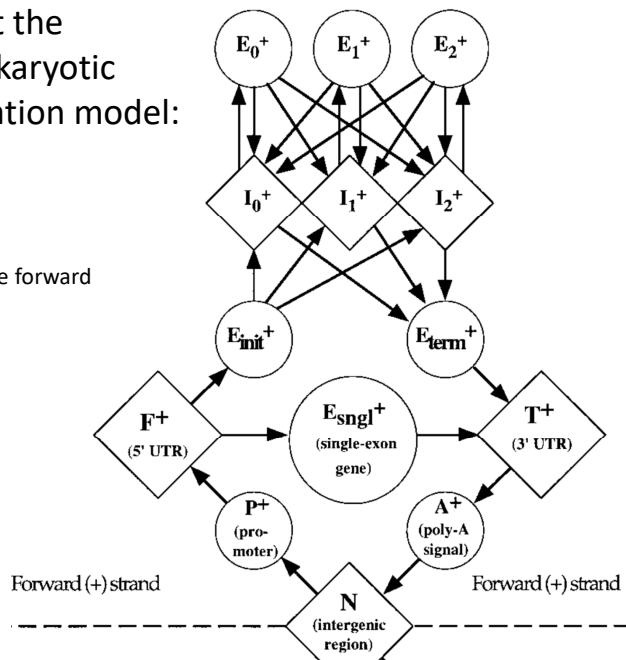 t the
karyotic
ation model:
e forward
E₀⁺ E₁⁺ E₂⁺
I₀⁺ I₁⁺ I₂⁺
Einit⁺ Eterm⁺
F⁺
(5' UTR)
Esngl⁺
(single-exon
gene)
T⁺
(3' UTR)
P⁺
(pro-
moter)
A⁺
(poly-A
signal)
Forward (+) strand
Forward (+) strand
N
(intergenic
region)